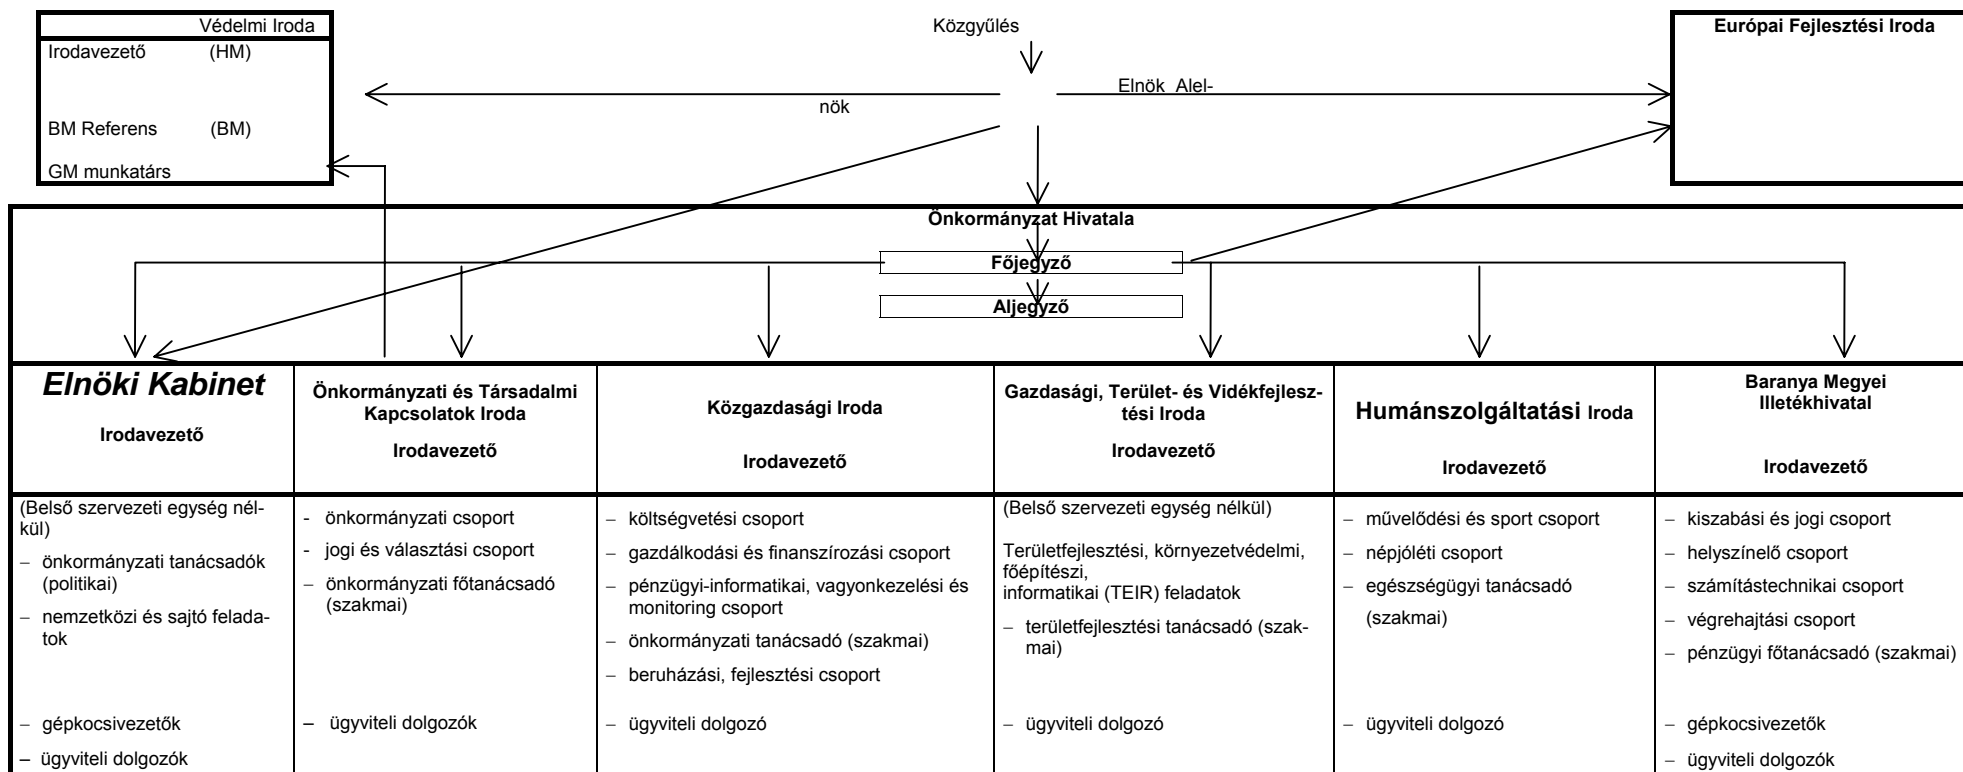 Védelmi Iroda
Irodavezető (HM)
BM Referens (BM)
GM munkatárs
Közgyűlés
Elnök Alel-
nök
Európai Fejlesztési Iroda
Önkormányzat Hivatala
Főjegyző
Aljegyző
Elnöki Kabinet
Irodavezető
(Belső szervezeti egység nél-
kül)
– önkormányzati tanácsadók
(politikai)
– nemzetközi és sajtó felada-
tok
– gépkocsivezetők
– ügyviteli dolgozók
Önkormányzati és Társadalmi
Kapcsolatok Iroda
Irodavezető
- önkormányzati csoport
- jogi és választási csoport
– önkormányzati főtanácsadó
(szakmai)
– ügyviteli dolgozók
Közgazdasági Iroda
Irodavezető
– költségvetési csoport
– gazdálkodási és finanszírozási csoport
– pénzügyi-informatikai, vagyonkezelési és
monitoring csoport
– önkormányzati tanácsadó (szakmai)
– beruházási, fejlesztési csoport
– ügyviteli dolgozó
Gazdasági, Terület- és Vidékfejlesz-
tési Iroda
Irodavezető
(Belső szervezeti egység nélkül)
Területfejlesztési, környezetvédelmi,
főépítészi,
informatikai (TEIR) feladatok
– területfejlesztési tanácsadó (szak-
mai)
– ügyviteli dolgozó
Humánszolgáltatási Iroda
Irodavezető
– művelődési és sport csoport
– népjóléti csoport
– egészségügyi tanácsadó
(szakmai)
– ügyviteli dolgozó
Baranya Megyei
Illetékhivatal
Irodavezető
– kiszabási és jogi csoport
– helyszínelő csoport
– számítástechnikai csoport
– végrehajtási csoport
– pénzügyi főtanácsadó (szakmai)
– gépkocsivezetők
– ügyviteli dolgozók